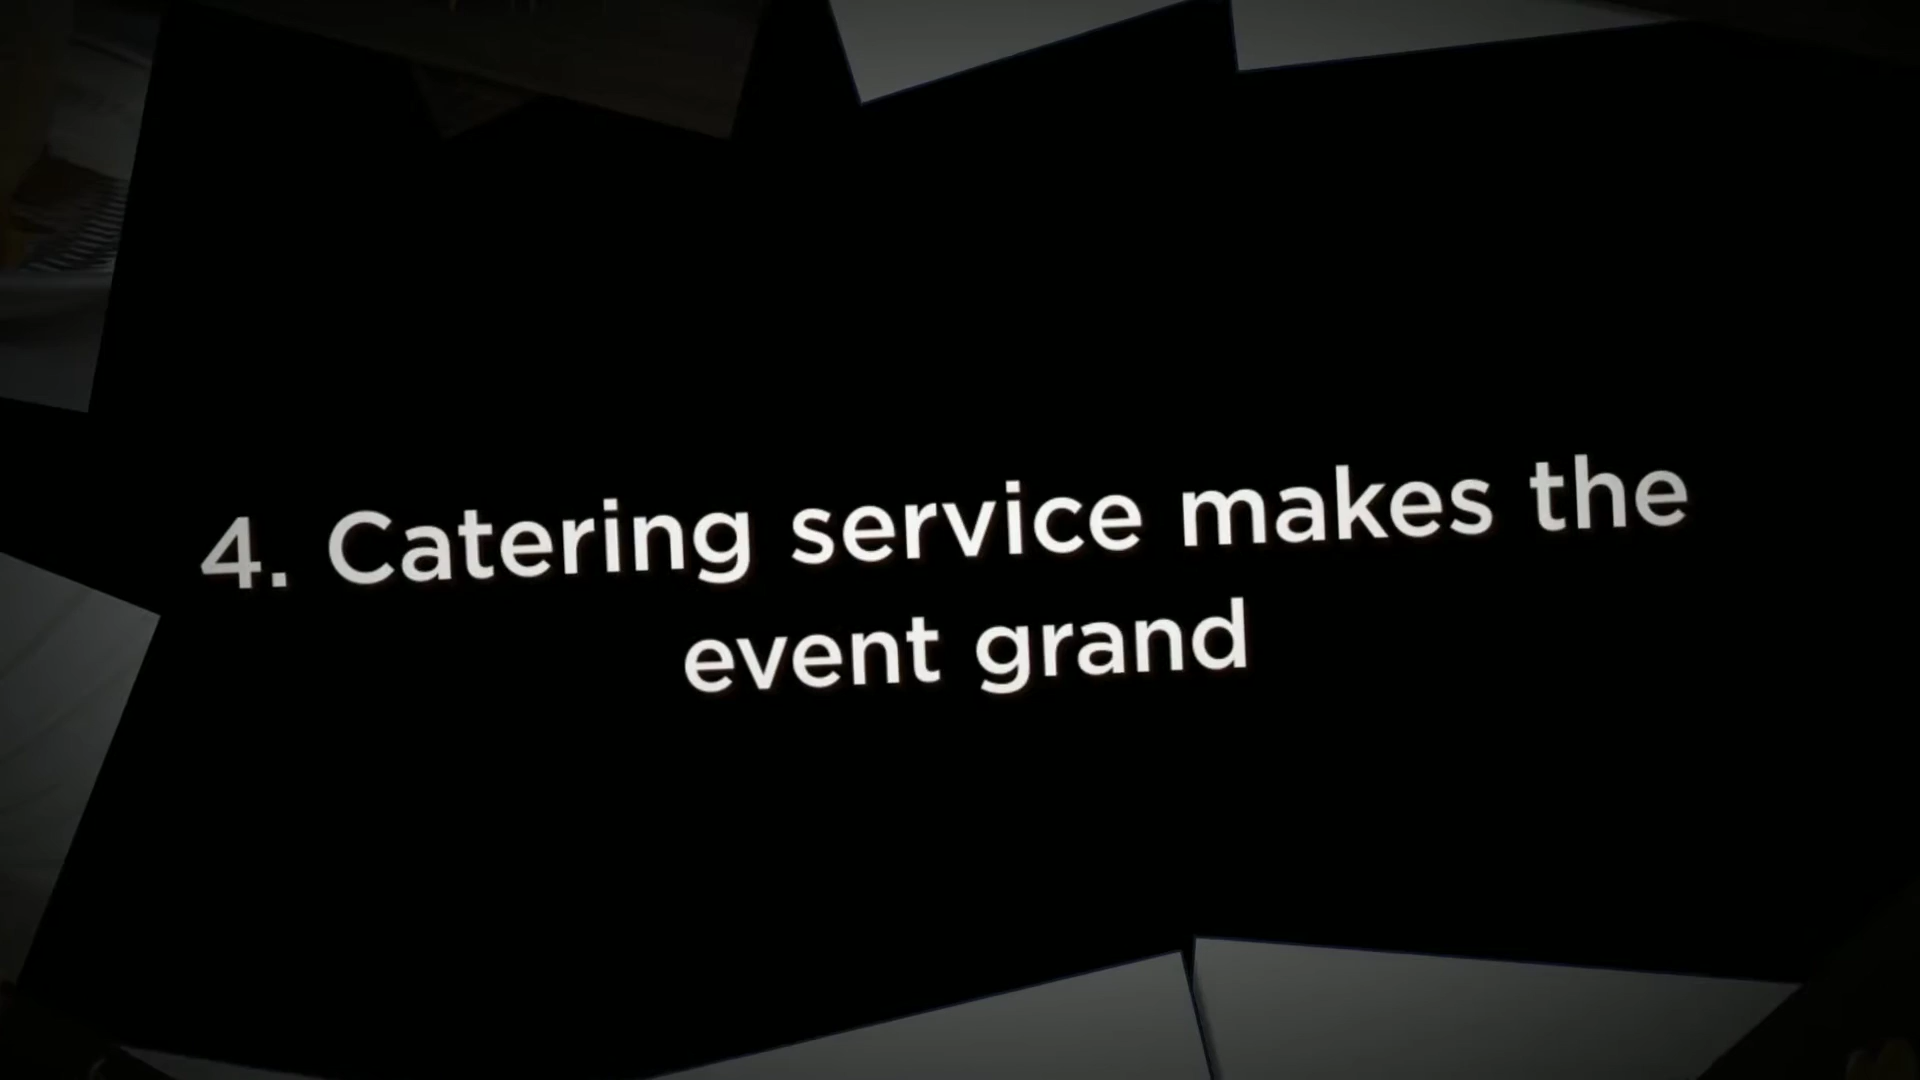 4. Catering service makes the
event grand